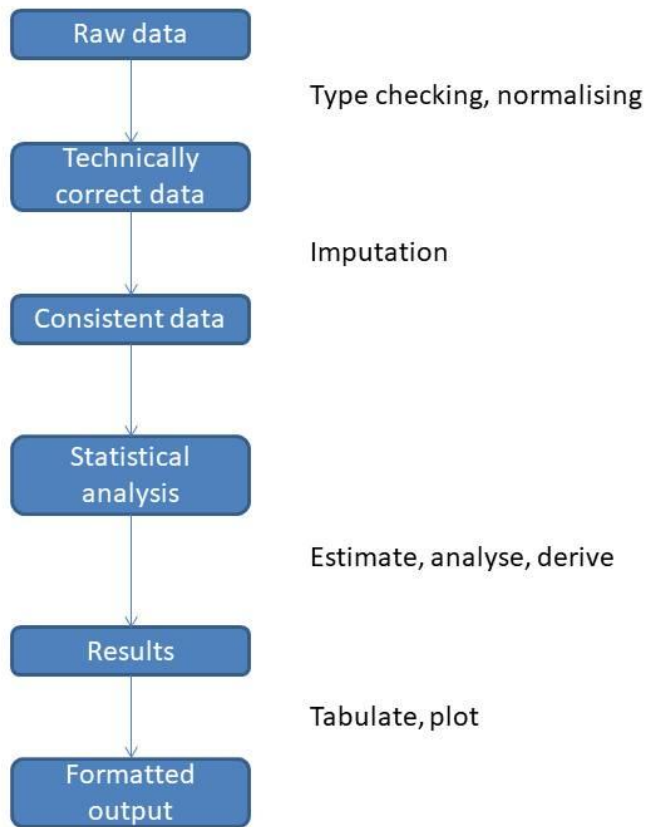 Raw data
Type checking, normalising
Technically
correct data
Imputation
Consistent data
Statistical
analysis
Estimate, analyse, derive
Results
Tabulate, plot
Formatted
output